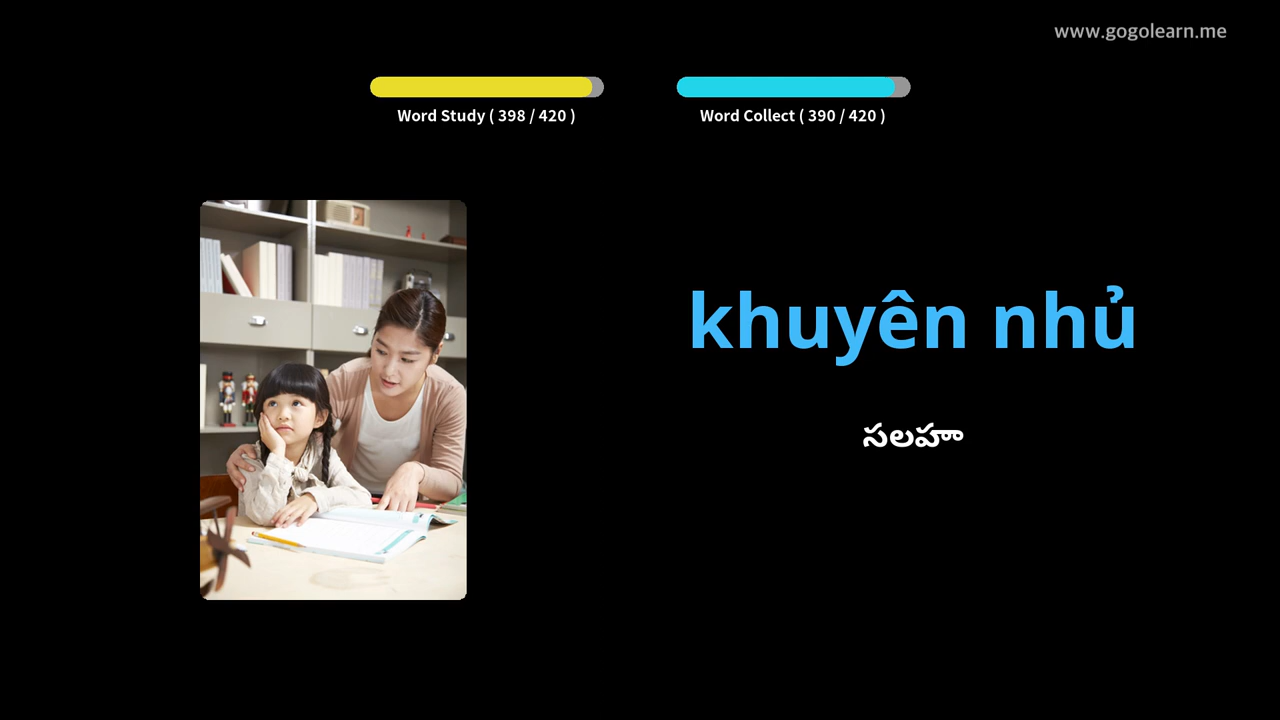 www.gogolearn.me
Word Study ( 398 / 420 )
Word Collect ( 390 / 420 )
khuyên nhủ
సలహా